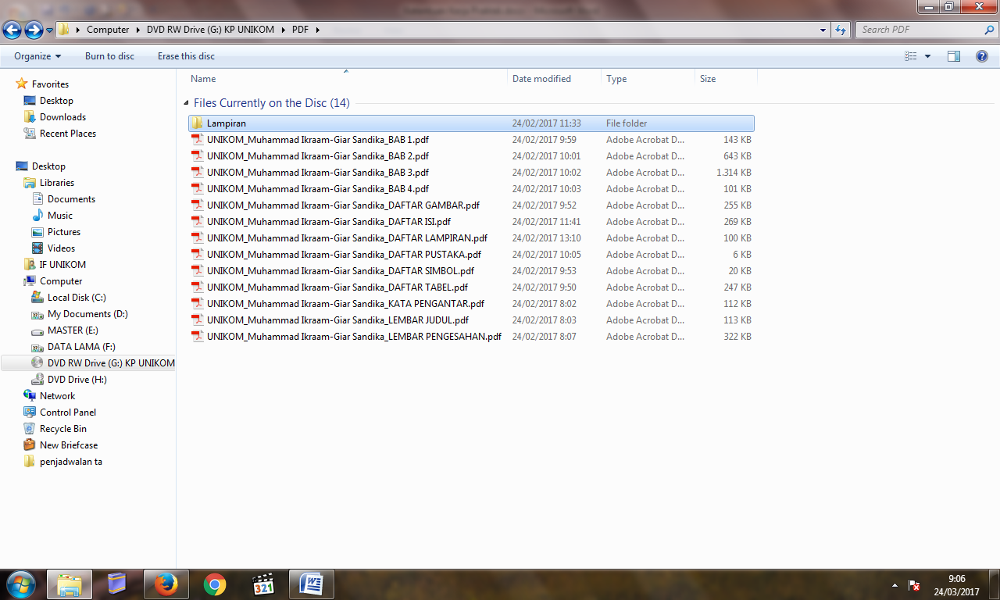 Computer DVD RW Drive (G:) KP UNIKOM PDF
Search PDF
Organize Burn to disc Erase this disc
Name Date modified Type Size
Files Currently on the Disc (14)
Lampiran 24/02/2017 11:33 File folder
UNIKOM_Muhammad Ikraam-Giar Sandika_BAB 1.pdf 24/02/2017 9:59 Adobe Acrobat D... 143 KB
UNIKOM_Muhammad Ikraam-Giar Sandika_BAB 2.pdf 24/02/2017 10:01 Adobe Acrobat D... 643 KB
UNIKOM_Muhammad Ikraam-Giar Sandika_BAB 3.pdf 24/02/2017 10:02 Adobe Acrobat D... 1.314 KB
UNIKOM_Muhammad Ikraam-Giar Sandika_BAB 4.pdf 24/02/2017 10:03 Adobe Acrobat D... 101 KB
UNIKOM_Muhammad Ikraam-Giar Sandika_DAFTAR GAMBAR.pdf 24/02/2017 9:52 Adobe Acrobat D... 255 KB
UNIKOM_Muhammad Ikraam-Giar Sandika_DAFTAR ISI.pdf 24/02/2017 11:41 Adobe Acrobat D... 269 KB
UNIKOM_Muhammad Ikraam-Giar Sandika_DAFTAR LAMPIRAN.pdf 24/02/2017 13:10 Adobe Acrobat D... 100 KB
UNIKOM_Muhammad Ikraam-Giar Sandika_DAFTAR PUSTAKA.pdf 24/02/2017 10:05 Adobe Acrobat D... 6 KB
UNIKOM_Muhammad Ikraam-Giar Sandika_DAFTAR SIMBOL.pdf 24/02/2017 9:53 Adobe Acrobat D... 20 KB
UNIKOM_Muhammad Ikraam-Giar Sandika_DAFTAR TABEL.pdf 24/02/2017 9:50 Adobe Acrobat D... 247 KB
UNIKOM_Muhammad Ikraam-Giar Sandika_KATA PENGANTAR.pdf 24/02/2017 8:02 Adobe Acrobat D... 112 KB
UNIKOM_Muhammad Ikraam-Giar Sandika_LEMBAR JUDUL.pdf 24/02/2017 8:03 Adobe Acrobat D... 113 KB
UNIKOM_Muhammad Ikraam-Giar Sandika_LEMBAR PENGESAHAN.pdf 24/02/2017 8:07 Adobe Acrobat D... 322 KB
Favorites
Desktop
Downloads
Recent Places
Desktop
Libraries
Documents
Music
Pictures
Videos
IF UNIKOM
Computer
Local Disk (C:)
My Documents (D:)
MASTER (E:)
DATA LAMA (F:)
DVD RW Drive (G:) KP UNIKOM
DVD Drive (H:)
Network
Control Panel
Recycle Bin
New Briefcase
penjadwalan ta
321
9:06
24/03/2017